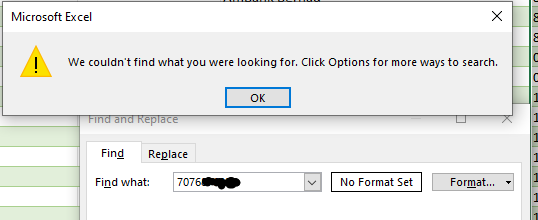 Microsoft Excel
We couldn't find what you were looking for. Click Options for more ways to search.
OK
Find and Replace
Find
Replace
Find what: 7076
No Format Set
Format...